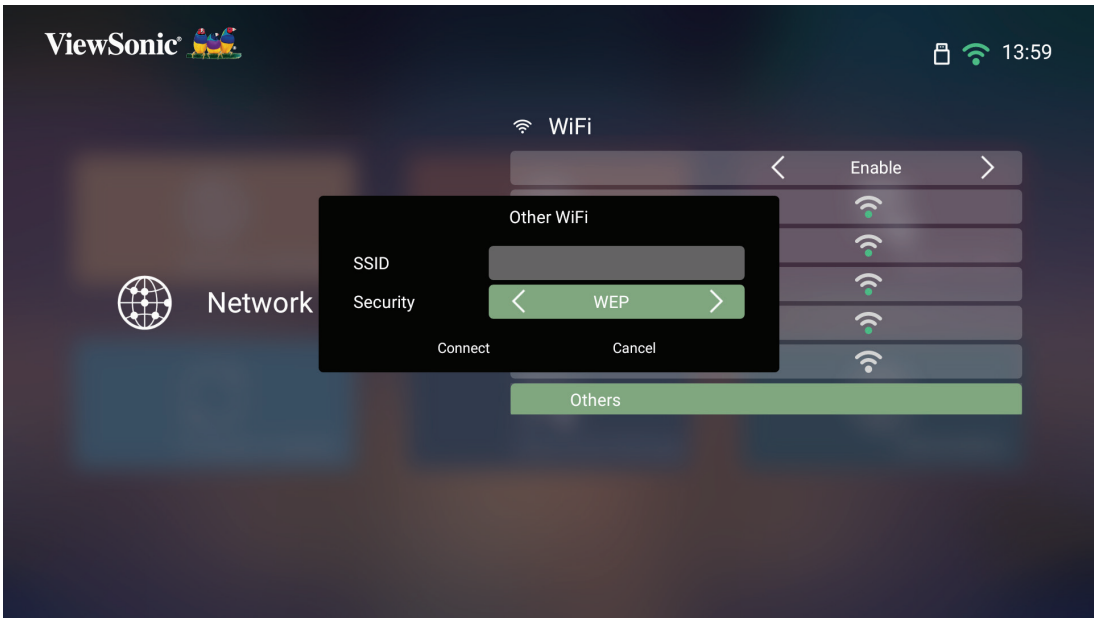 ViewSonic®
13:59
WiFi
Enable
Other WiFi
SSID
Network
Security
WEP
Connect
Cancel
Others